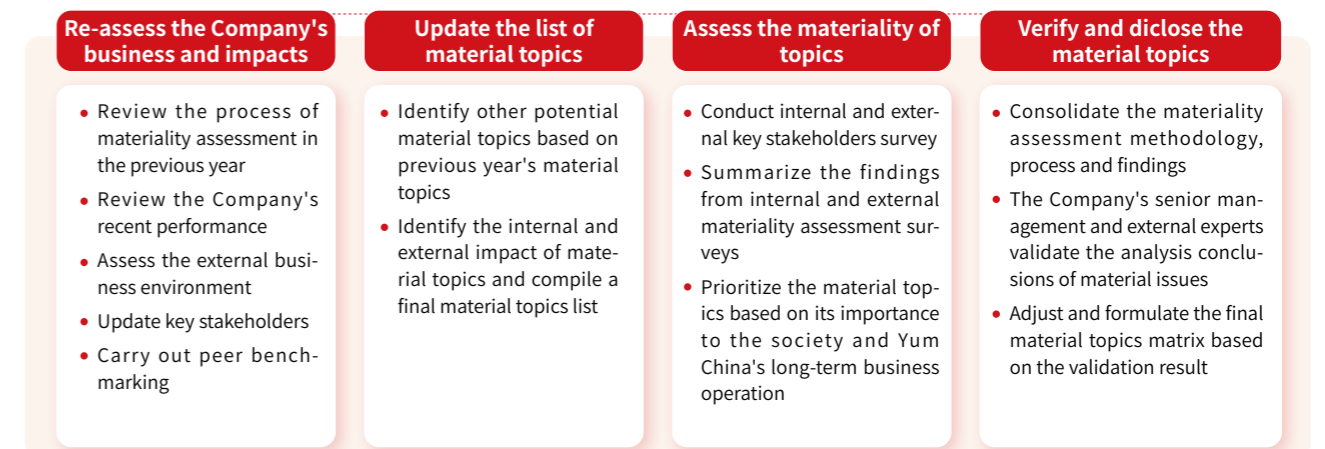 Re-assess the Company's
business and impacts
• Review the process of
materiality assessment in
the previous year
• Review the Company's
recent performance
• Assess the external busi-
ness environment
• Update key stakeholders
• Carry out peer bench-
marking
Update the list of
material topics
• Identify other potential
material topics based on
previous year's material
topics
• Identify the internal and
external impact of mate-
rial topics and compile a
final material topics list
Assess the materiality of
topics
• Conduct internal and exter-
nal key stakeholders survey
• Summarize the findings
from internal and external
materiality assessment sur-
veys
• Prioritize the material top-
ics based on its importance
to the society and Yum
China's long-term business
operation
Verify and diclose the
material topics
• Consolidate the materiality
assessment methodology,
process and findings
• The Company's senior man-
agement and external experts
validate the analysis conclu-
sions of material issues
• Adjust and formulate the final
material topics matrix based
on the validation result